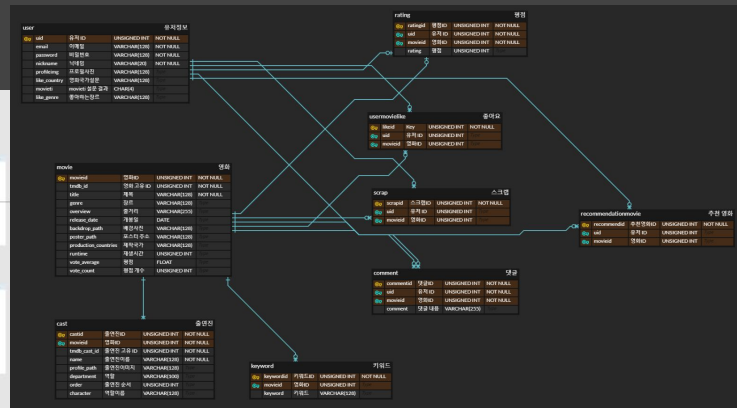 user 유저정보
uid 유저 ID UNSIGNED INT NOT NULL
email 이메일 VARCHAR(128) NOT NULL
password 비밀번호 VARCHAR(128) NOT NULL
nickname 닉네임 VARCHAR(20) NOT NULL
profileimg 프로필사진 VARCHAR(128)
like_country 영화국가설문 VARCHAR(128)
movieti movieti 설문 결과 CHAR(4)
like_genre 좋아하는장르 VARCHAR(128)
rating 평점
ratingid 평점ID UNSIGNED INT NOT NULL
uid 유저 ID UNSIGNED INT NOT NULL
movieid 영화ID UNSIGNED INT NOT NULL
rating 평점 UNSIGNED INT
usermovielike 좋아요
likeid Key UNSIGNED INT NOT NULL
uid 유저 ID UNSIGNED INT
movieid 영화ID UNSIGNED INT
movie 영화
movieid 영화ID UNSIGNED INT NOT NULL
tmdb_id 영화 고유 ID UNSIGNED INT NOT NULL
title 제목 VARCHAR(128) NOT NULL
genre 장르 VARCHAR(128)
overview 줄거리 VARCHAR(255)
release_date 개봉일 DATE
backdrop_path 배경사진 VARCHAR(128)
poster_path 포스터 주소 VARCHAR(128)
production_countries 제작국가 VARCHAR(128)
runtime 재생시간 UNSIGNED INT
vote_average 평점 FLOAT
vote_count 평점 개수 UNSIGNED INT
scrap 스크랩
scrapid 스크랩ID UNSIGNED INT NOT NULL
uid 유저 ID UNSIGNED INT
movieid 영화ID UNSIGNED INT
recommendationmovie 추천 영화
recommendid 추천영화ID UNSIGNED INT NOT NULL
uid 유저 ID UNSIGNED INT
movieid 영화ID UNSIGNED INT
comment 댓글
commentid 댓글ID UNSIGNED INT NOT NULL
uid 유저 ID UNSIGNED INT NOT NULL
movieid 영화ID UNSIGNED INT NOT NULL
comment 댓글 내용 VARCHAR(255)
cast 출연진
castid 출연진ID UNSIGNED INT NOT NULL
movieid 영화ID UNSIGNED INT NOT NULL
tmdb_cast_id 출연진 고유 ID UNSIGNED INT NOT NULL
name 출연진이름 VARCHAR(128) NOT NULL
profile_path 출연진이미지 VARCHAR(128)
department 역할 VARCHAR(100)
order 출연진 순서 UNSIGNED INT
character 역할이름 VARCHAR(128)
keyword 키워드
keywordid 키워드ID UNSIGNED INT NOT NULL
movieid 영화ID UNSIGNED INT
keyword 키워드 VARCHAR(128)